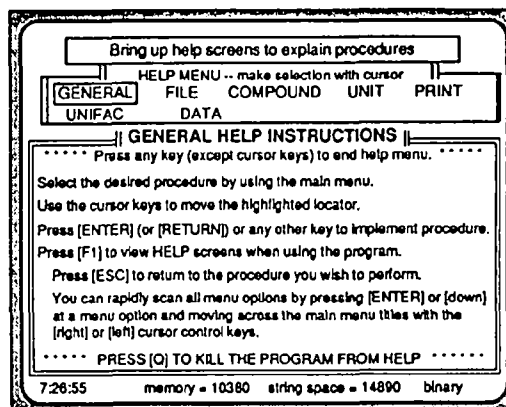 Bring up help screens to explain procedures
HELP MENU -- make selection with cursor
GENERAL FILE COMPOUND UNIT PRINT
UNIFAC DATA
GENERAL HELP INSTRUCTIONS
· · · · · Press any key (except cursor keys) to end help menu. · · · · ·
Select the desired procedure by using the main menu.
Use the cursor keys to move the highlighted locator.
Press [ENTER] (or [RETURN]) or any other key to implement procedure.
Press [F1] to view HELP screens when using the program.
Press [ESC] to return to the procedure you wish to perform.
You can rapidly scan all menu options by pressing [ENTER] or [down]
at a menu option and moving across the main menu titles with the
[right] or [left] cursor control keys.
· · · · · PRESS [Q] TO KILL THE PROGRAM FROM HELP · · · · · ·
7:26:55 memory = 10380 string space = 14890 binary